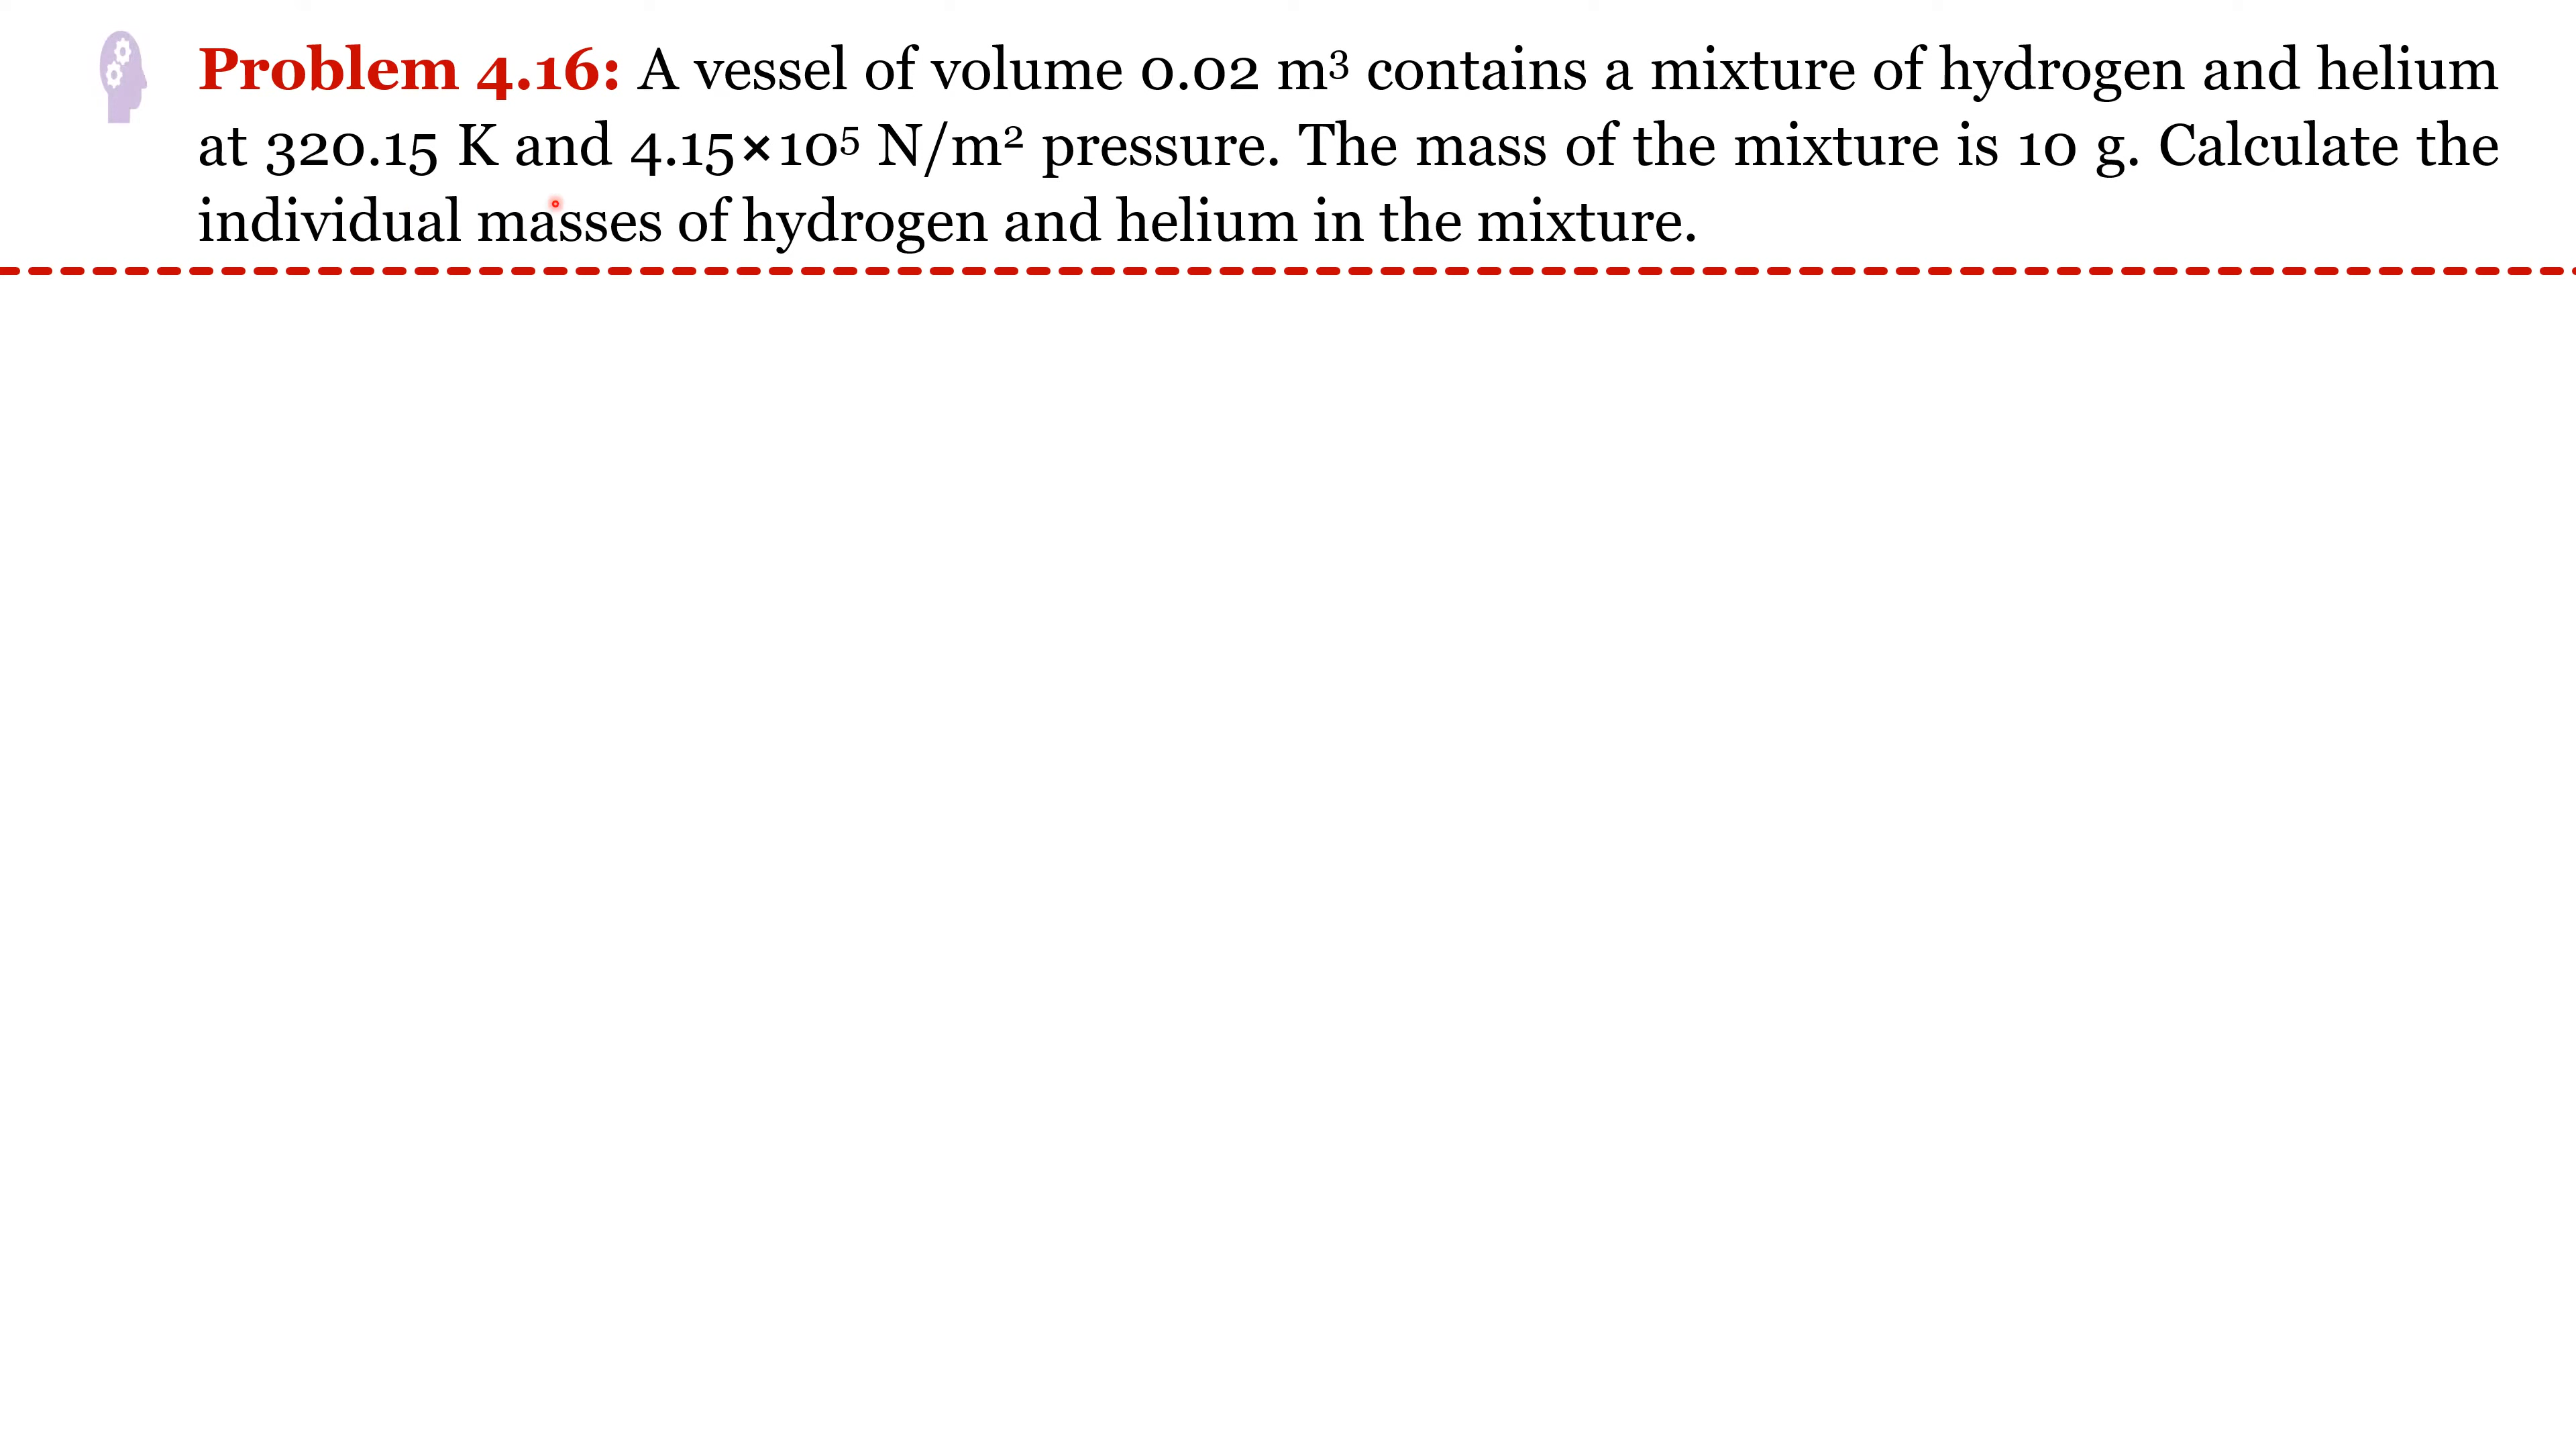 Problem 4.16: A vessel of volume 0.02 m³ contains a mixture of hydrogen and helium
at 320.15 K and 4.15×10⁵ N/m² pressure. The mass of the mixture is 10 g. Calculate the
individual masses of hydrogen and helium in the mixture.